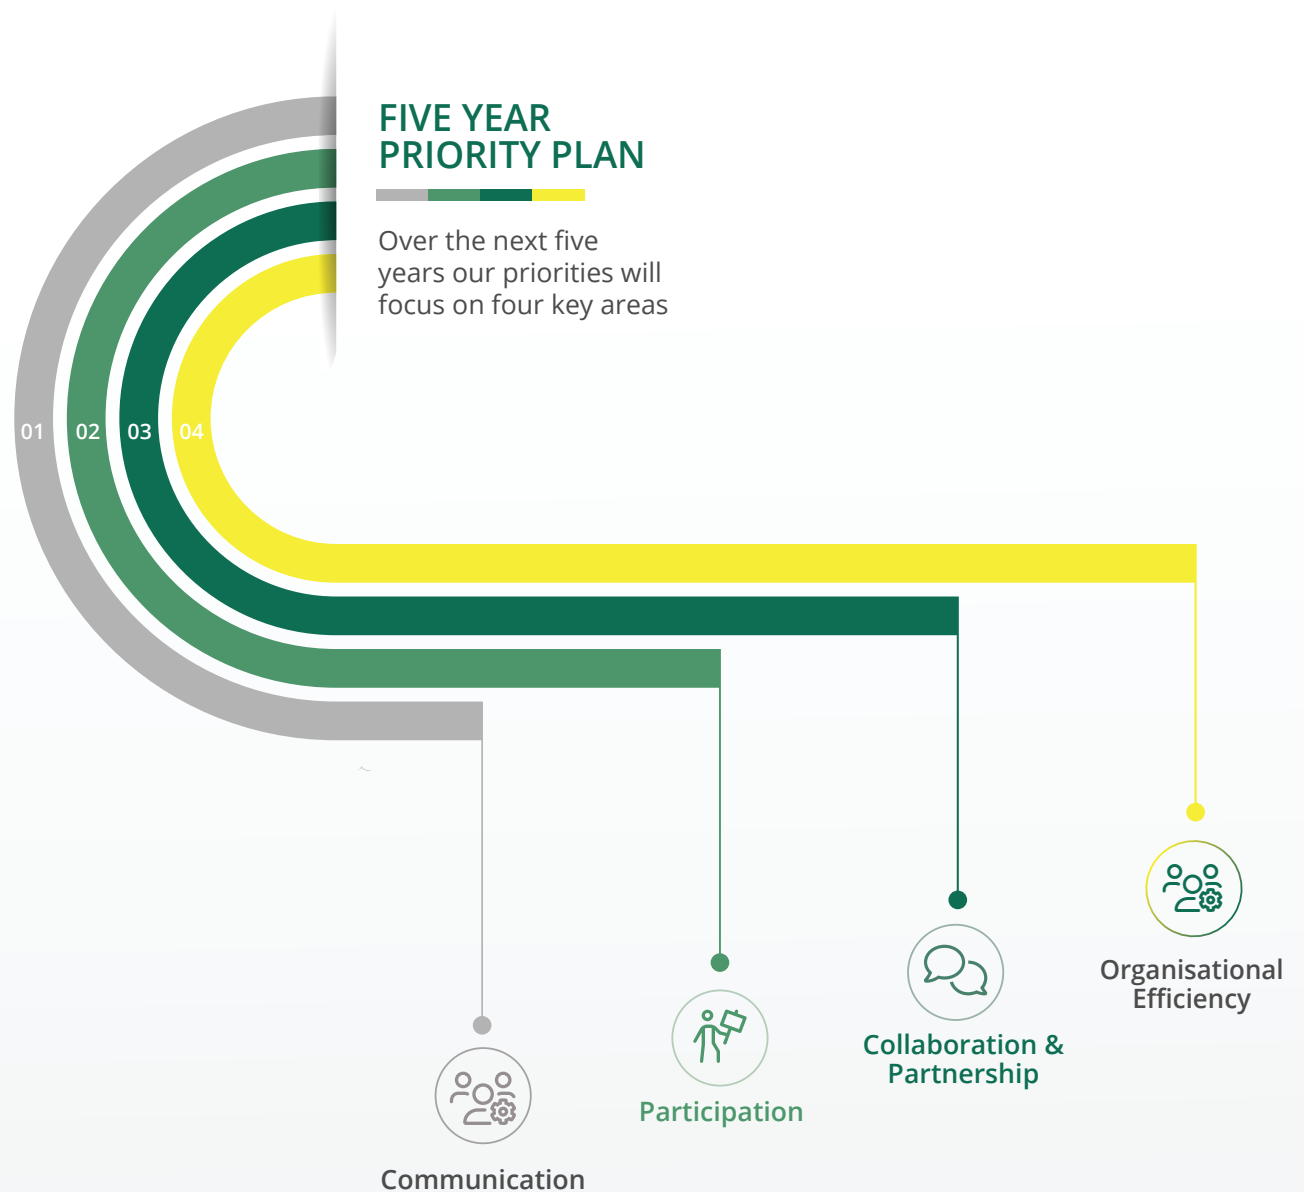 FIVE YEAR
PRIORITY PLAN
Over the next five
years our priorities will
focus on four key areas
01 02 03 04
Organisational
Efficiency
Collaboration &
Partnership
Participation
Communication